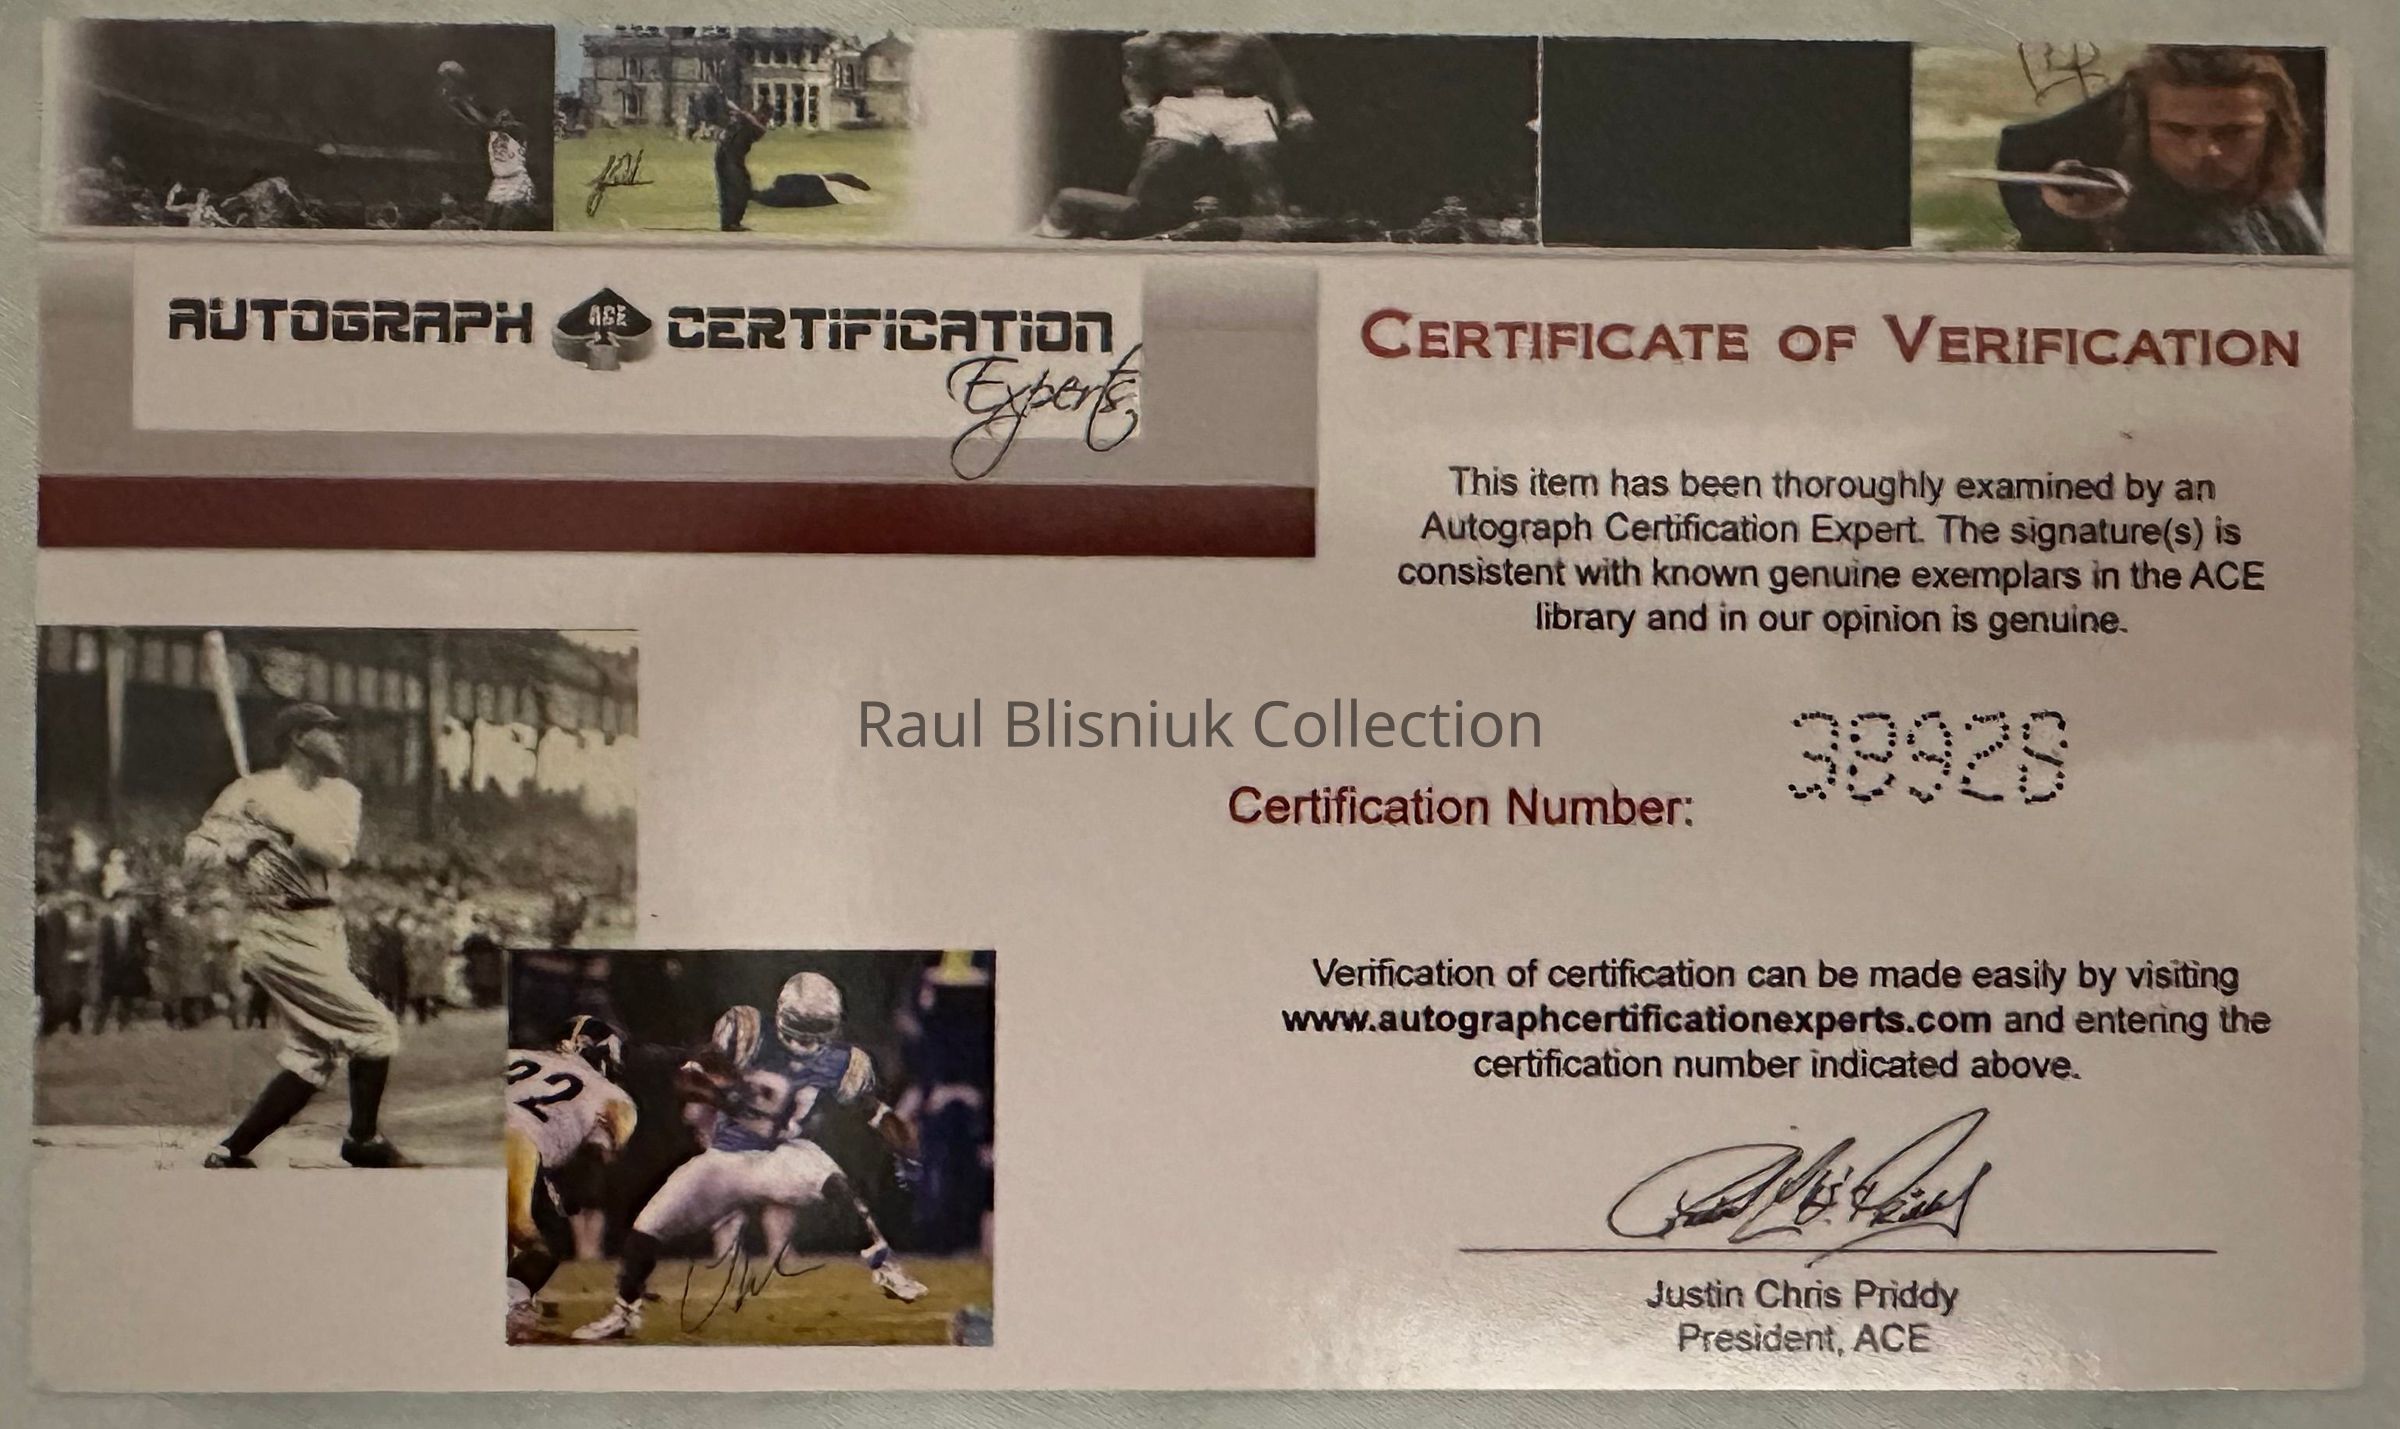 AUTOGRAPH ACE CERTIFICATION
Experts
CERTIFICATE OF VERIFICATION
This item has been thoroughly examined by an
Autograph Certification Expert. The signature(s) is
consistent with known genuine exemplars in the ACE
library and in our opinion is genuine.
Raul Blisniuk Collection
38928
Certification Number:
Verification of certification can be made easily by visiting
www.autographcertificationexperts.com and entering the
certification number indicated above.
22
Justin Chris Priddy
President, ACE